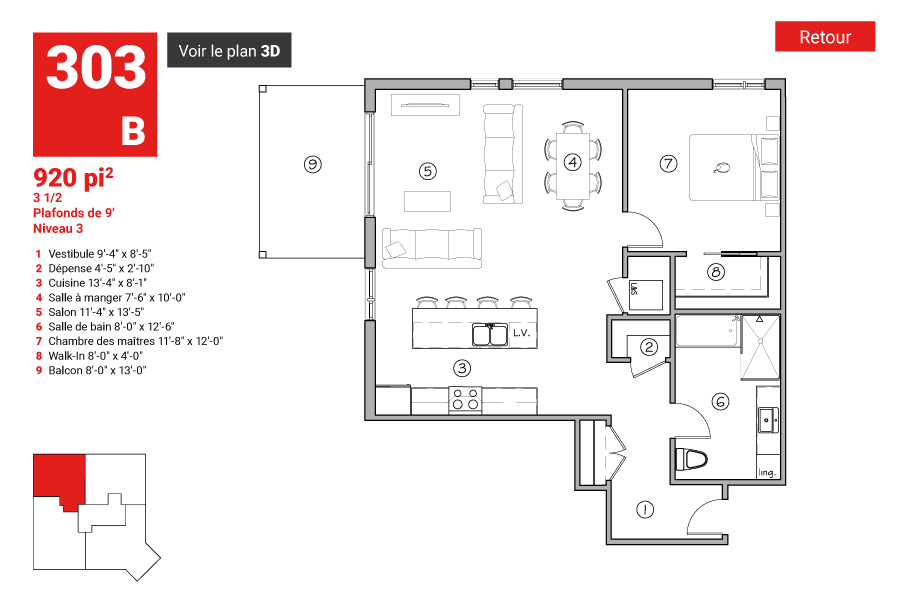 303
B
Voir le plan 3D
Retour
920 pi²
3 1/2
Plafonds de 9'
Niveau 3
1 Vestibule 9'-4" x 8'-5"
2 Dépense 4'-5" x 2'-10"
3 Cuisine 13'-4" x 8'-1"
4 Salle à manger 7'-6" x 10'-0"
5 Salon 11'-4" x 13'-5"
6 Salle de bain 8'-0" x 12'-6"
7 Chambre des maîtres 11'-8" x 12'-0"
8 Walk-In 8'-0" x 4'-0"
9 Balcon 8'-0" x 13'-0"
9
5
4
7
8
L.V.
2
3
6
ling.
1